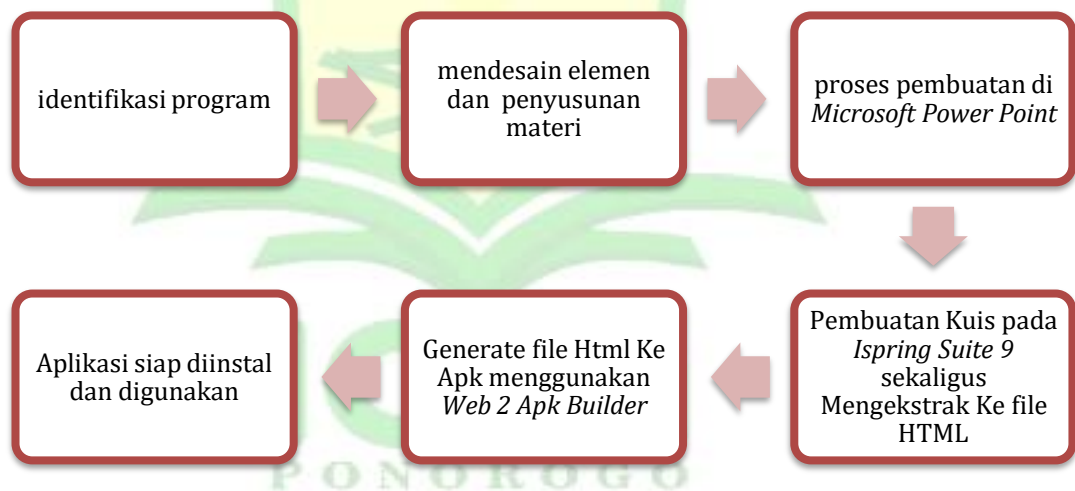 identifikasi program
mendesain elemen
dan penyusunan
materi
proses pembuatan di
Microsoft Power Point
Pembuatan Kuis pada
Ispring Suite 9
sekaligus
Mengekstrak Ke file
HTML
Generate file Html Ke
Apk menggunakan
Web 2 Apk Builder
Aplikasi siap diinstal
dan digunakan
PONOROGO